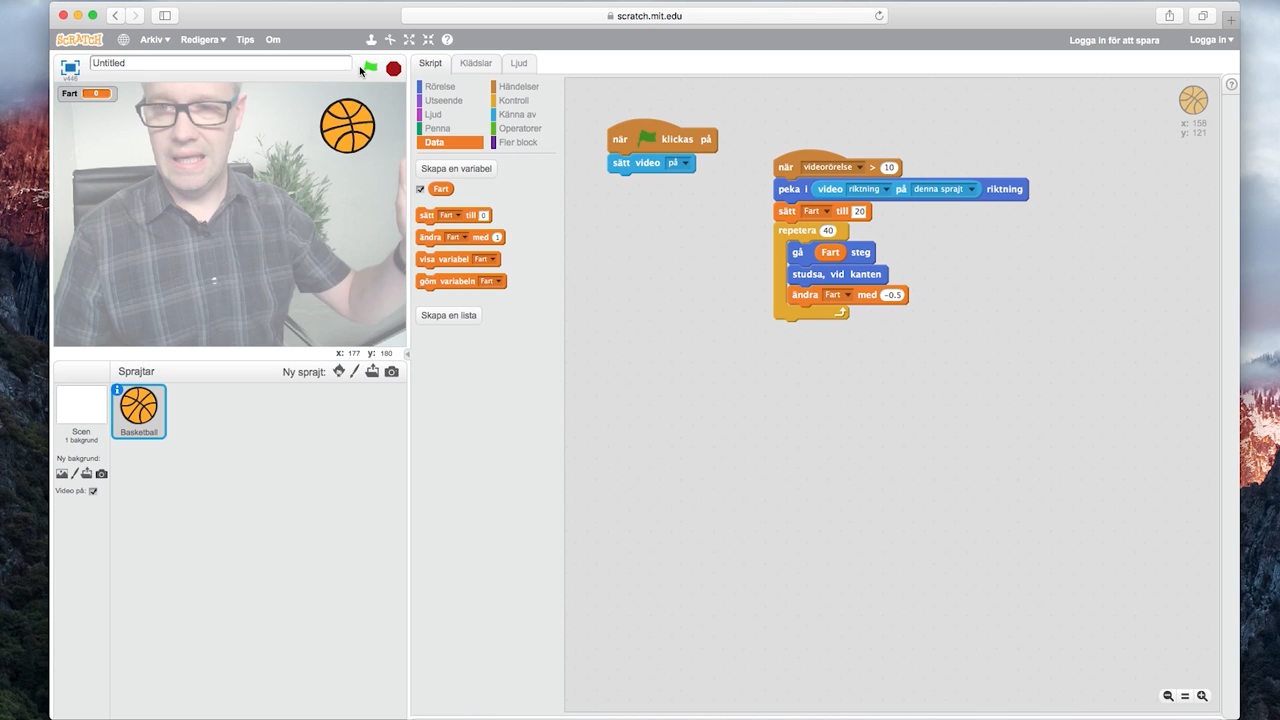 scratch.mit.edu
SCRATCH Arkiv Redigera Tips Om Logga in för att spara Logga in
Untitled
v446
Skript Klädslar Ljud
Fart 0
Rörelse Händelser
Utseende Kontroll
Ljud Känna av
Penna Operatorer
Data Fler block
Skapa en variabel
Fart
sätt Fart till 0
ändra Fart med 1
visa variabel Fart
göm variabeln Fart
Skapa en lista
när klickas på
sätt video på
när videorörelse > 10
peka i video riktning på denna sprajt riktning
sätt Fart till 20
repetera 40
gå Fart steg
studsa, vid kanten
ändra Fart med -0.5
x: 156
y: 121
x: 177 y: 180
Sprajtar Ny sprajt:
Scen
1 bakgrund
Basketball
Ny bakgrund:
Video på: